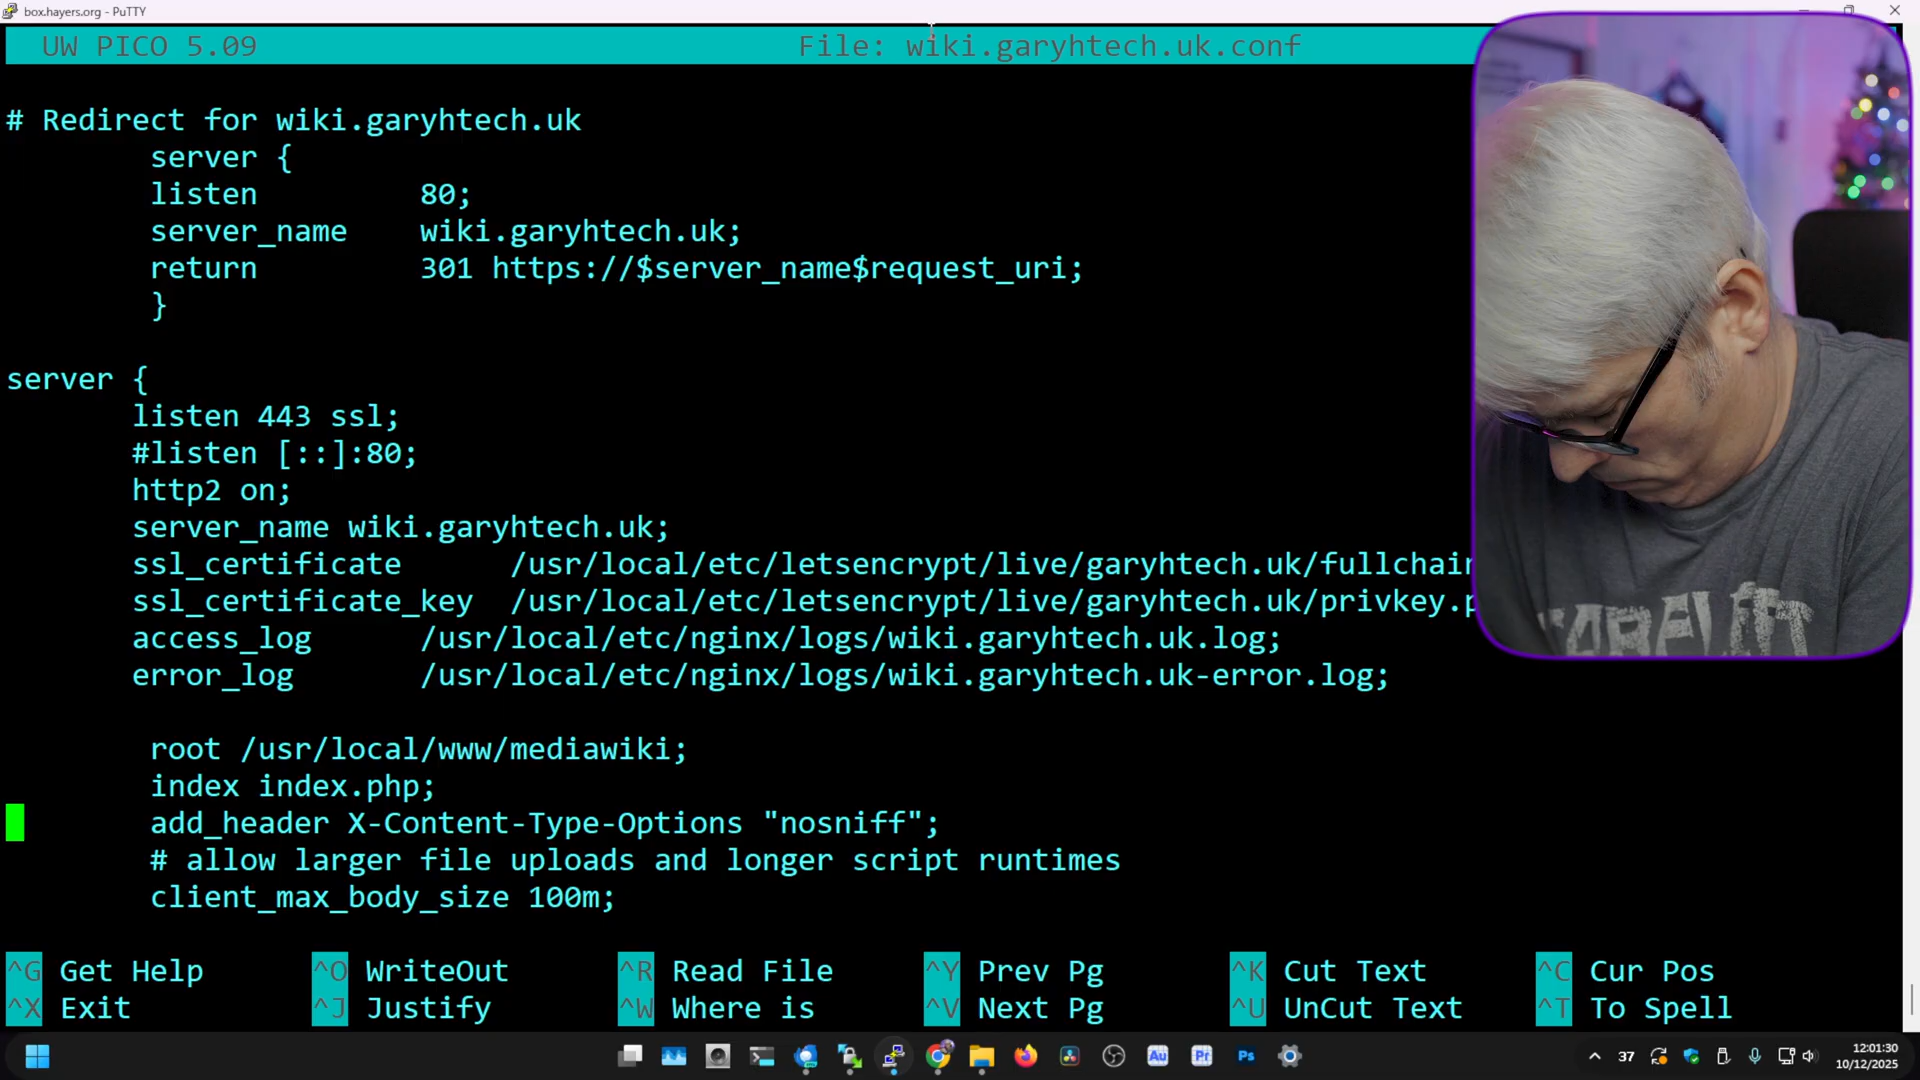 box.hayers.org - PuTTY
UW PICO 5.09 File: wiki.garyhtech.uk.conf
# Redirect for wiki.garyhtech.uk
server {
listen 80;
server_name wiki.garyhtech.uk;
return 301 https://$server_name$request_uri;
}
server {
listen 443 ssl;
#listen [::]:80;
http2 on;
server_name wiki.garyhtech.uk;
ssl_certificate /usr/local/etc/letsencrypt/live/garyhtech.uk/fullchain
ssl_certificate_key /usr/local/etc/letsencrypt/live/garyhtech.uk/privkey.p
access_log /usr/local/etc/nginx/logs/wiki.garyhtech.uk.log;
error_log /usr/local/etc/nginx/logs/wiki.garyhtech.uk-error.log;
root /usr/local/www/mediawiki;
index index.php;
add_header X-Content-Type-Options "nosniff";
# allow larger file uploads and longer script runtimes
client_max_body_size 100m;
^G Get Help ^O WriteOut ^R Read File ^Y Prev Pg ^K Cut Text ^C Cur Pos
^X Exit ^J Justify ^W Where is ^V Next Pg ^U UnCut Text ^T To Spell
Au Pr Ps 37 12:01:30
10/12/2025